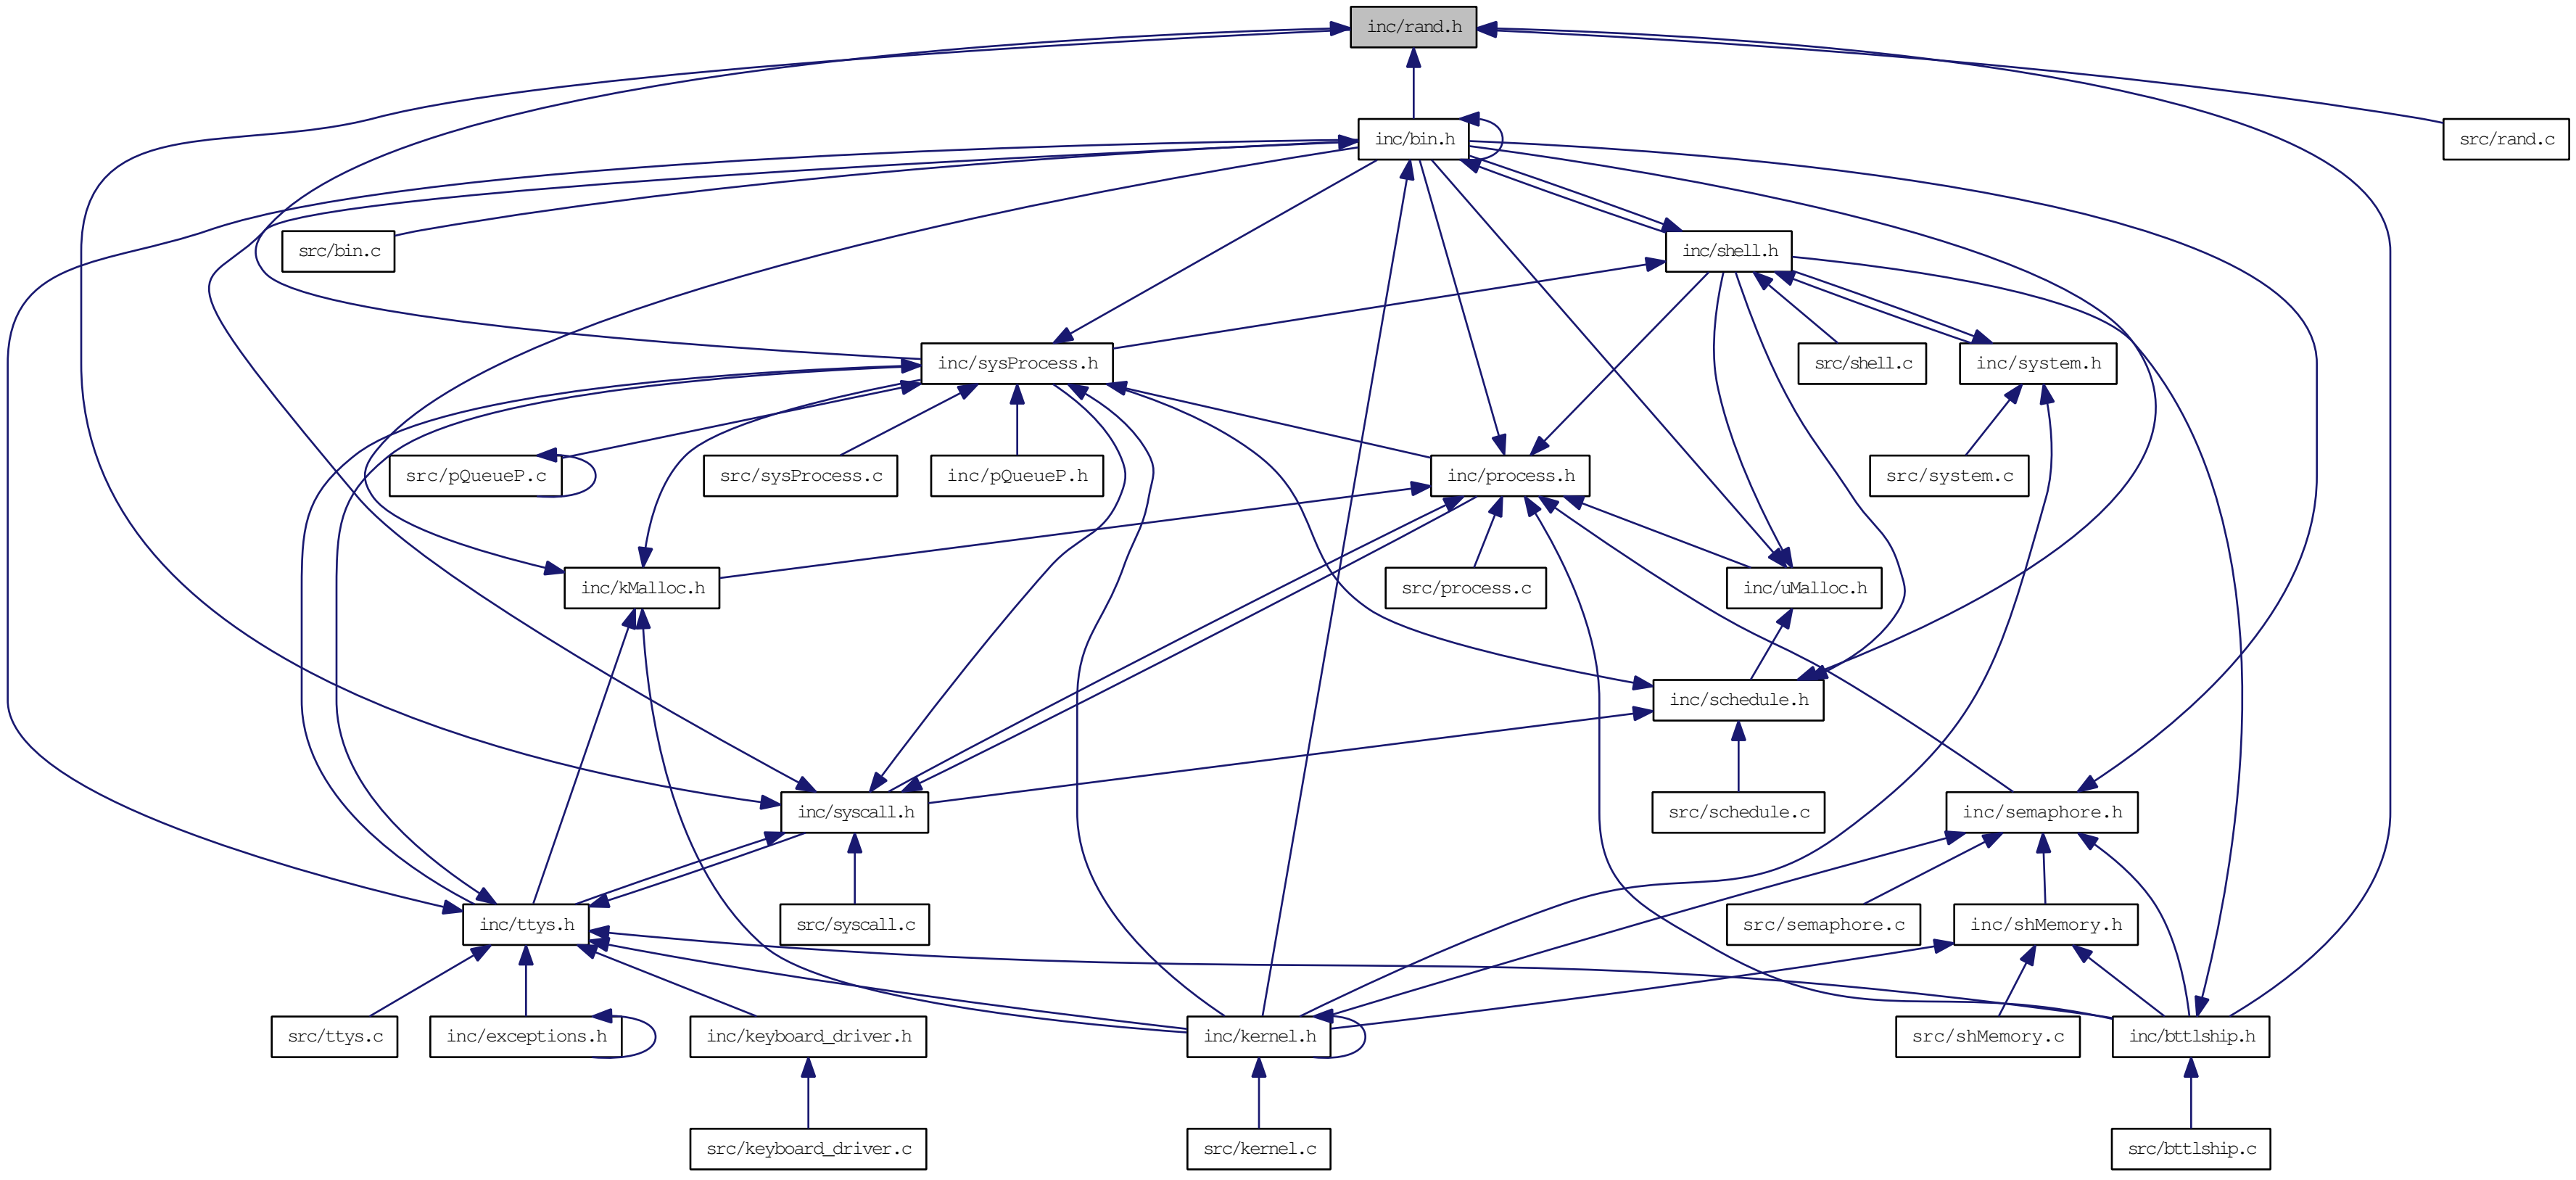 inc/rand.h
inc/bin.h
src/rand.c
src/bin.c
inc/shell.h
inc/sysProcess.h
src/shell.c
inc/system.h
src/pQueueP.c
src/sysProcess.c
inc/pQueueP.h
inc/process.h
src/system.c
inc/kMalloc.h
src/process.c
inc/uMalloc.h
inc/schedule.h
inc/syscall.h
src/schedule.c
inc/semaphore.h
inc/ttys.h
src/syscall.c
src/semaphore.c
inc/shMemory.h
src/ttys.c
inc/exceptions.h
inc/keyboard_driver.h
inc/kernel.h
src/shMemory.c
inc/bttlship.h
src/keyboard_driver.c
src/kernel.c
src/bttlship.c